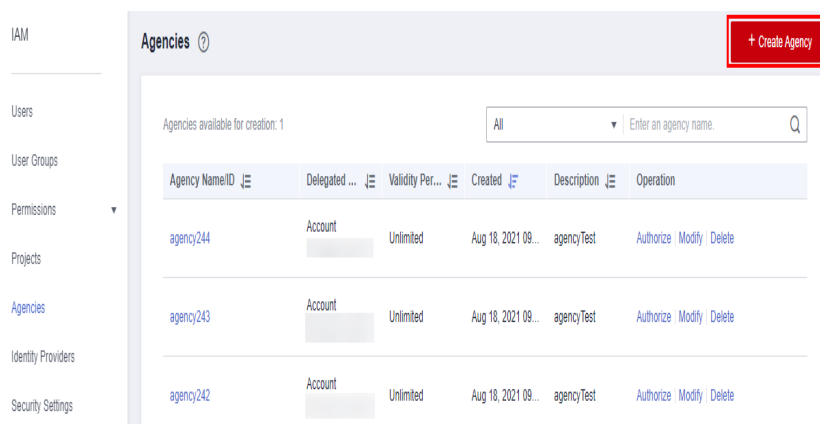 IAM
Users
User Groups
Permissions
Projects
Agencies
Identity Providers
Security Settings
Agencies ?
+ Create Agency
Agencies available for creation: 1
All Enter an agency name.
Agency Name/ID Delegated ... Validity Per... Created Description Operation
agency244 Account Unlimited Aug 18, 2021 09... agencyTest Authorize | Modify | Delete
agency243 Account Unlimited Aug 18, 2021 09... agencyTest Authorize | Modify | Delete
agency242 Account Unlimited Aug 18, 2021 09... agencyTest Authorize | Modify | Delete